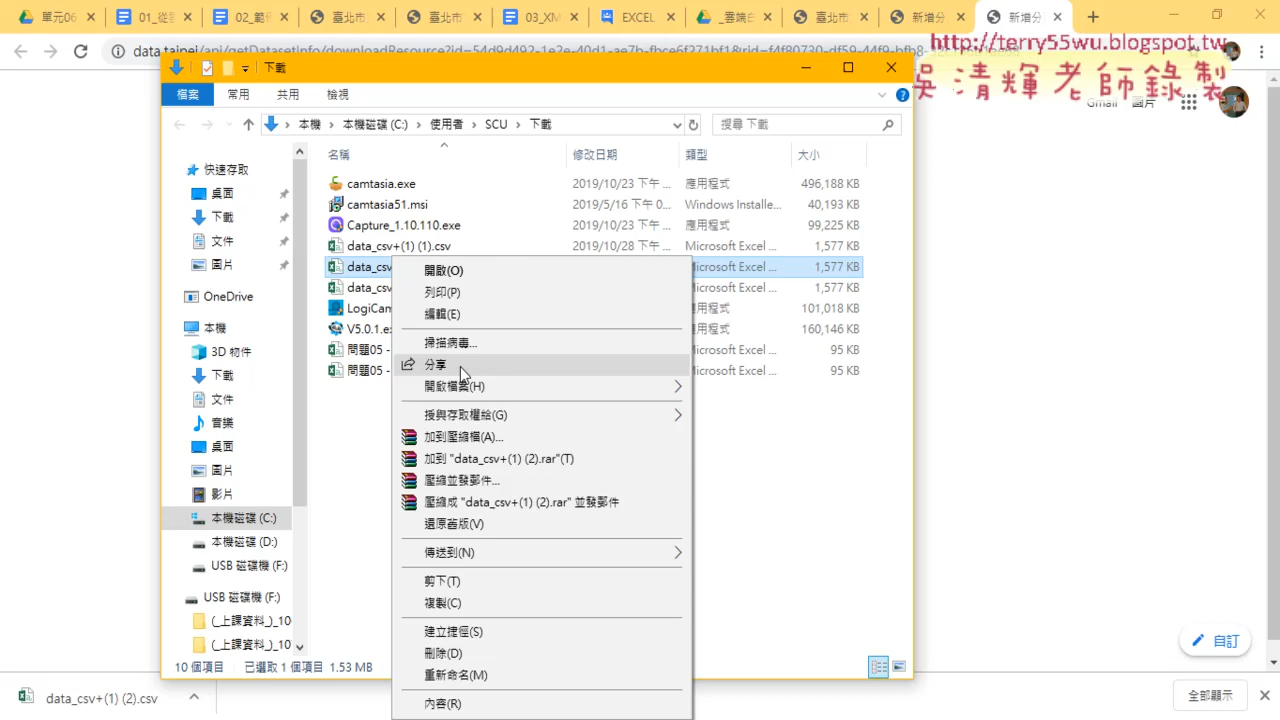 單元06
01_從
02_範
臺北市
臺北市
03_XM
EXCEL
_雲端白
臺北市
新增分
新增分
data.taipei/api/getDatasetInfo/downloadResource?id=54d9d492-1e2e-40d1-ae7b-fbce6f271bf1&rid=f4f80730-df59-44f9-bfb8-
http://terry55wu.blogspot.tw
吳清輝老師錄製
Gmail 圖片
下載
檔案 常用 共用 檢視
本機 本機磁碟 (C:) 使用者 SCU 下載
搜尋 下載
名稱 修改日期 類型 大小
camtasia.exe 2019/10/23 下午 ... 應用程式 496,188 KB
camtasia51.msi 2019/5/16 下午 0... Windows Installe... 40,193 KB
Capture_1.10.110.exe 2019/10/23 下午 ... 應用程式 99,225 KB
data_csv+(1) (1).csv 2019/10/28 下午 ... Microsoft Excel ... 1,577 KB
data_csv Microsoft Excel ... 1,577 KB
data_csv Microsoft Excel ... 1,577 KB
LogiCam 應用程式 101,018 KB
V5.0.1.ex 應用程式 160,146 KB
問題05 - Microsoft Excel ... 95 KB
問題05 - Microsoft Excel ... 95 KB
快速存取
桌面
下載
文件
圖片
OneDrive
本機
3D 物件
下載
文件
音樂
桌面
圖片
影片
本機磁碟 (C:)
本機磁碟 (D:)
USB 磁碟機 (F:)
USB 磁碟機 (F:)
(_上課資料_)_10
(_上課資料_)_10
開啟(O)
列印(P)
編輯(E)
掃描病毒...
分享
開啟檔案(H)
授與存取權給(G)
加到壓縮檔(A)...
加到 "data_csv+(1) (2).rar"(T)
壓縮並發郵件...
壓縮成 "data_csv+(1) (2).rar" 並發郵件
還原舊版(V)
傳送到(N)
剪下(T)
複製(C)
建立捷徑(S)
刪除(D)
重新命名(M)
內容(R)
10 個項目 已選取 1 個項目 1.53 MB
自訂
data_csv+(1) (2).csv
全部顯示